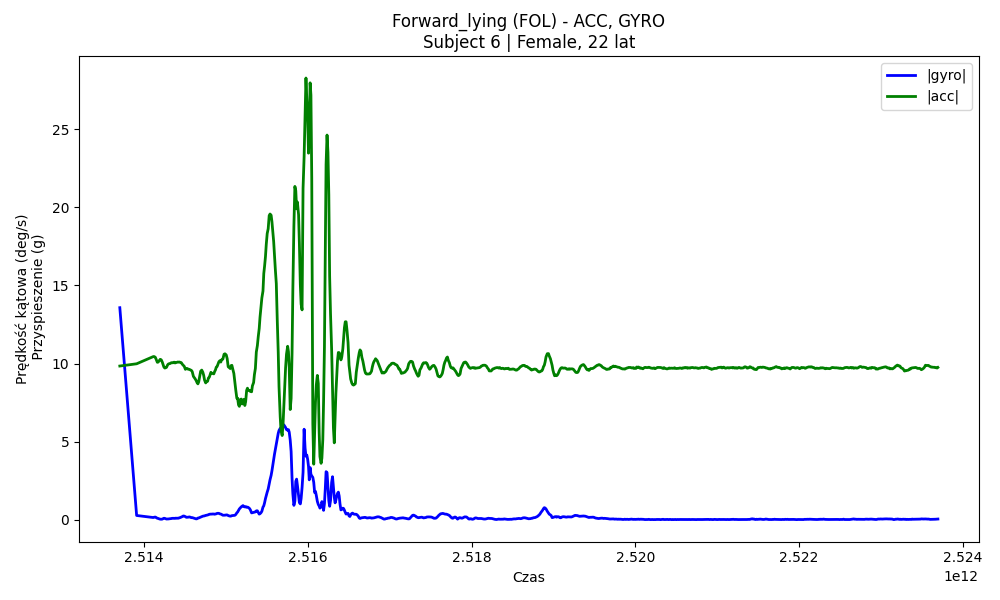 Forward_lying (FOL) - ACC, GYRO
Subject 6 | Female, 22 lat
|gyro|
|acc|
Prędkość kątowa (deg/s)
Przyspieszenie (g)
25
20
15
10
5
0
2.514
2.516
2.518
2.520
2.522
2.524
1e12
Czas